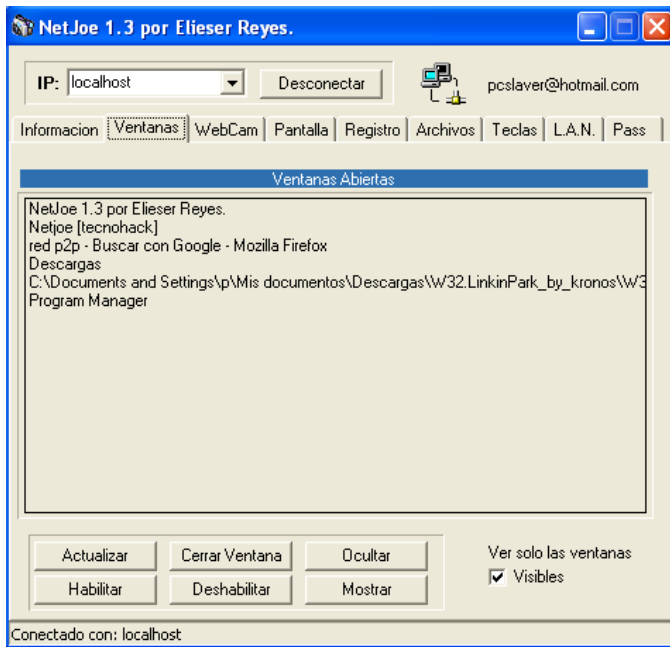 NetJoe 1.3 por Elieser Reyes.
IP: localhost Desconectar pcslaver@hotmail.com
Informacion Ventanas WebCam Pantalla Registro Archivos Teclas L.A.N. Pass
Ventanas Abiertas
NetJoe 1.3 por Elieser Reyes.
Netjoe [tecnohack]
red p2p - Buscar con Google - Mozilla Firefox
Descargas
C:\Documents and Settings\p\Mis documentos\Descargas\W32.LinkinPark_by_kronos\W3
Program Manager
Actualizar Cerrar Ventana Ocultar Ver solo las ventanas
Habilitar Deshabilitar Mostrar Visibles
Conectado con: localhost